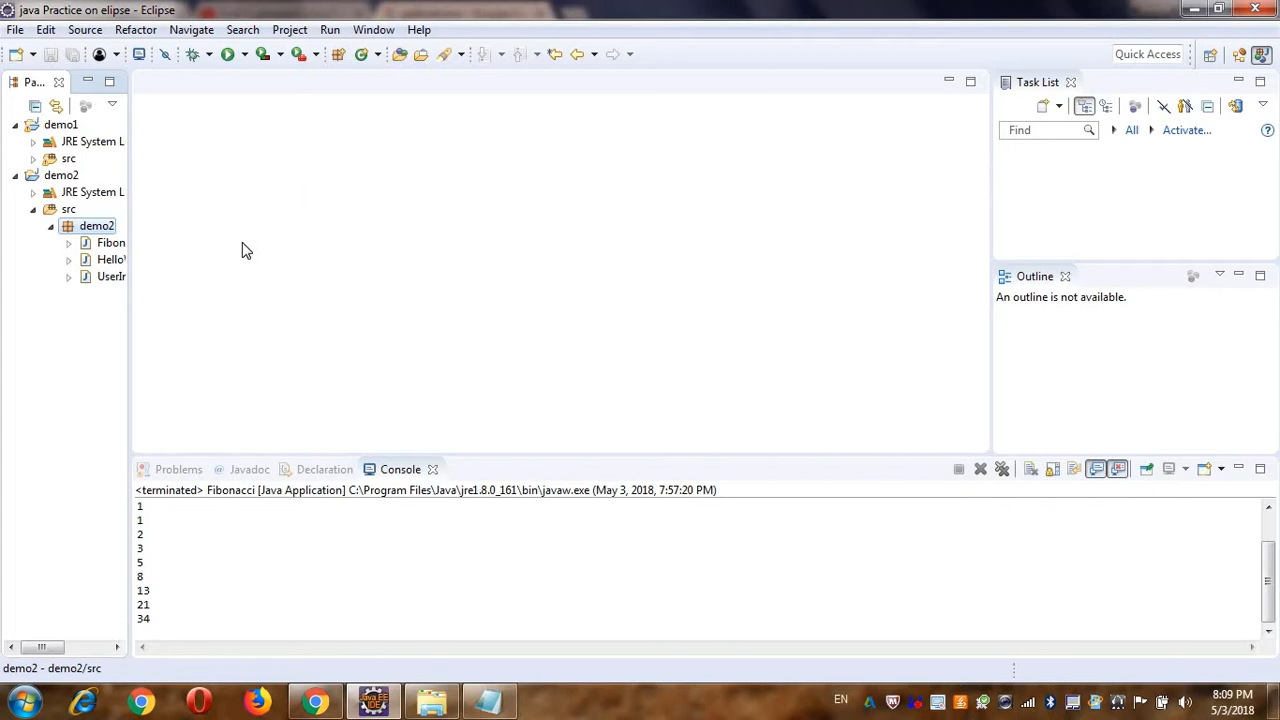 java Practice on elipse - Eclipse
File Edit Source Refactor Navigate Search Project Run Window Help
Quick Access
Pa...
Task List
demo1
JRE System L
src
demo2
JRE System L
src
demo2
Fibon
Hello
UserIr
Find
All
Activate...
Outline
An outline is not available.
Problems
@ Javadoc
Declaration
Console
<terminated> Fibonacci [Java Application] C:\Program Files\Java\jre1.8.0_161\bin\javaw.exe (May 3, 2018, 7:57:20 PM)
1
1
2
3
5
8
13
21
34
demo2 - demo2/src
Java EE
IDE
EN
8:09 PM
5/3/2018